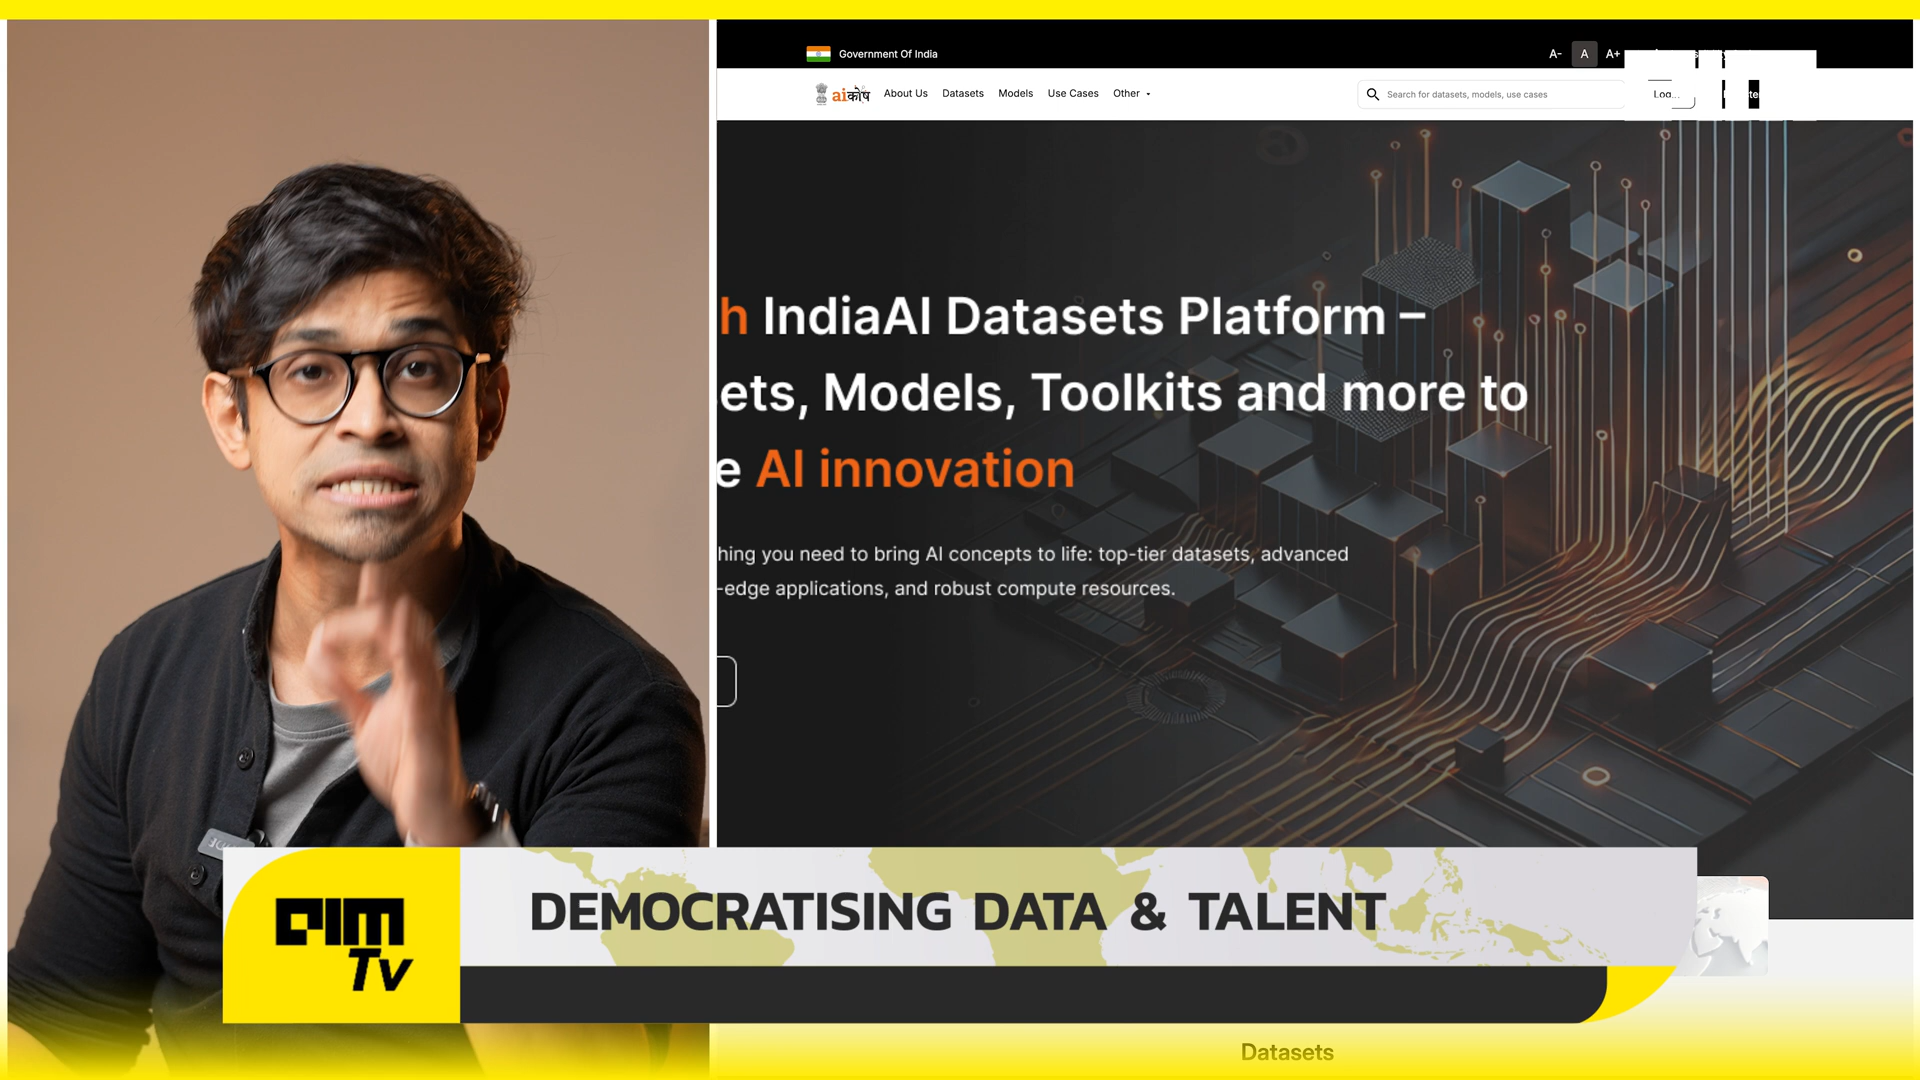 Government Of India
A- A A+
aiकोष About Us Datasets Models Use Cases Other
Search for datasets, models, use cases
h IndiaAI Datasets Platform –
ets, Models, Toolkits and more to
e AI innovation
hing you need to bring AI concepts to life: top-tier datasets, advanced
-edge applications, and robust compute resources.
AIM
TV
DEMOCRATISING DATA & TALENT
Datasets